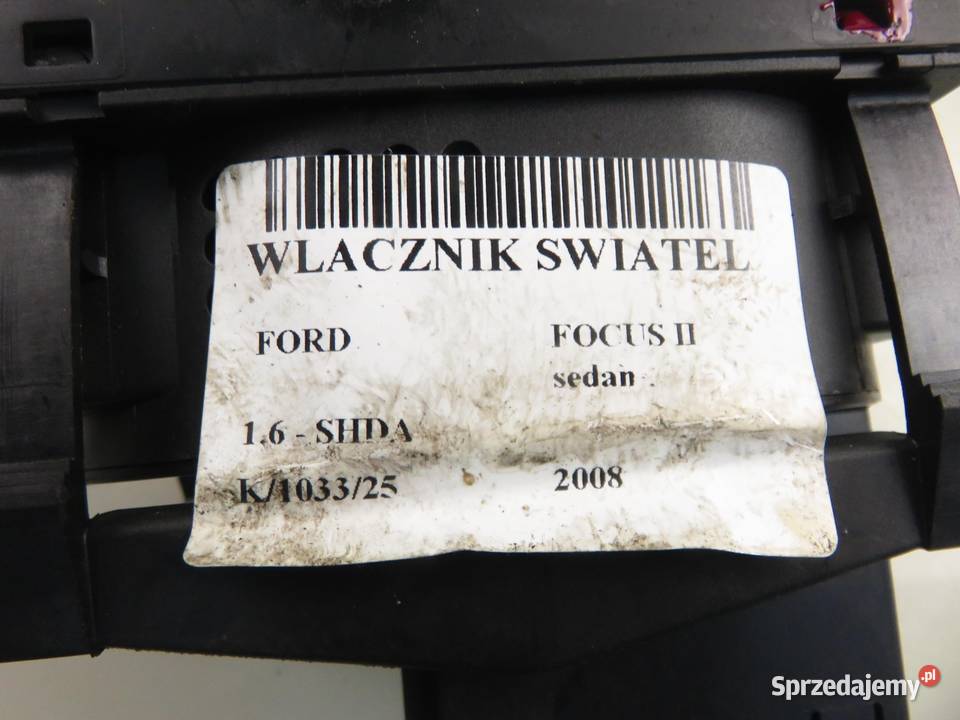 WLACZNIK SWIATEL
FORD FOCUS II
sedan
1.6 - SHDA
K/1033/25 2008
Sprzedajemy.pl